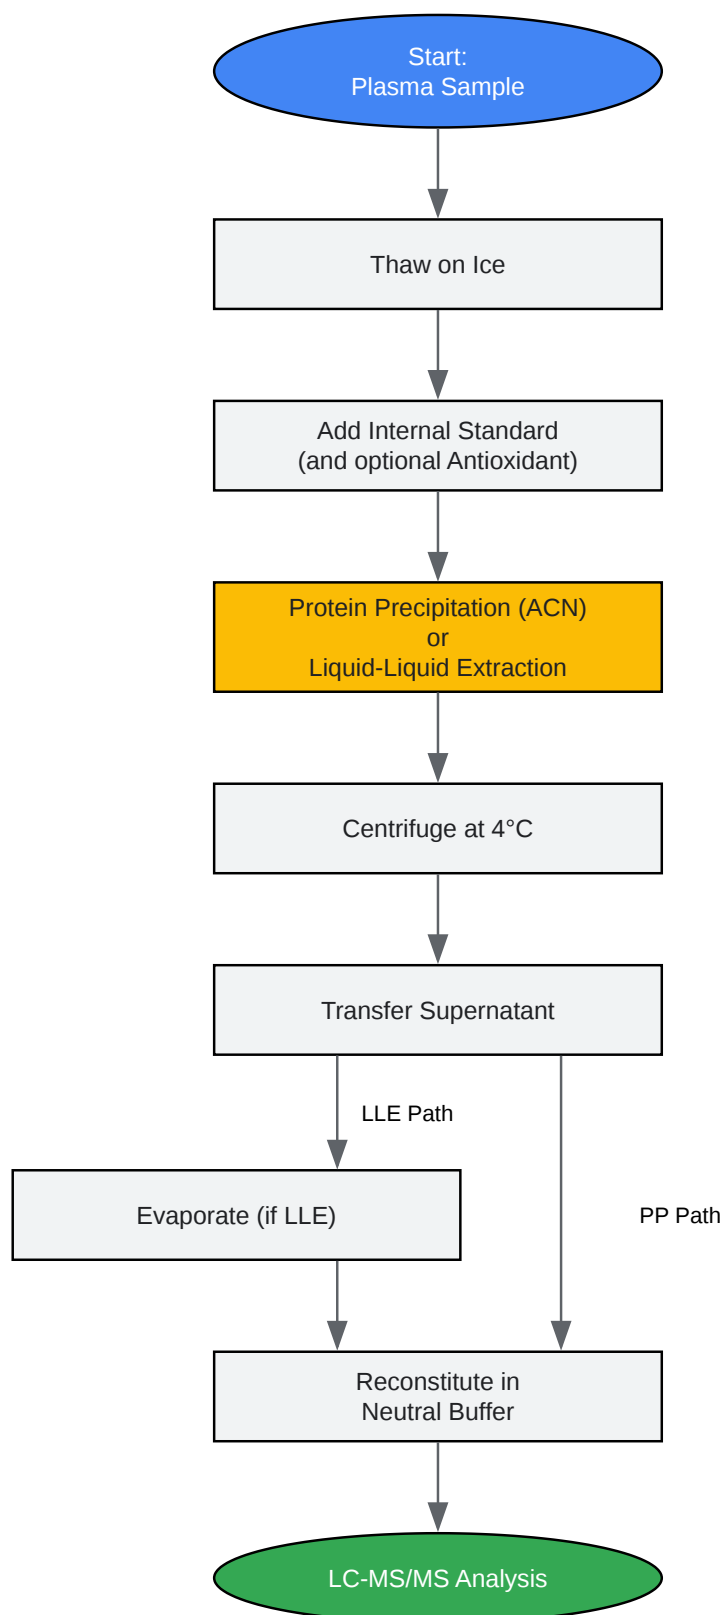 Start:
Plasma Sample
Thaw on Ice
Add Internal Standard
(and optional Antioxidant)
Protein Precipitation (ACN)
or
Liquid-Liquid Extraction
Centrifuge at 4°C
Transfer Supernatant
LLE Path
Evaporate (if LLE)
PP Path
Reconstitute in
Neutral Buffer
LC-MS/MS Analysis